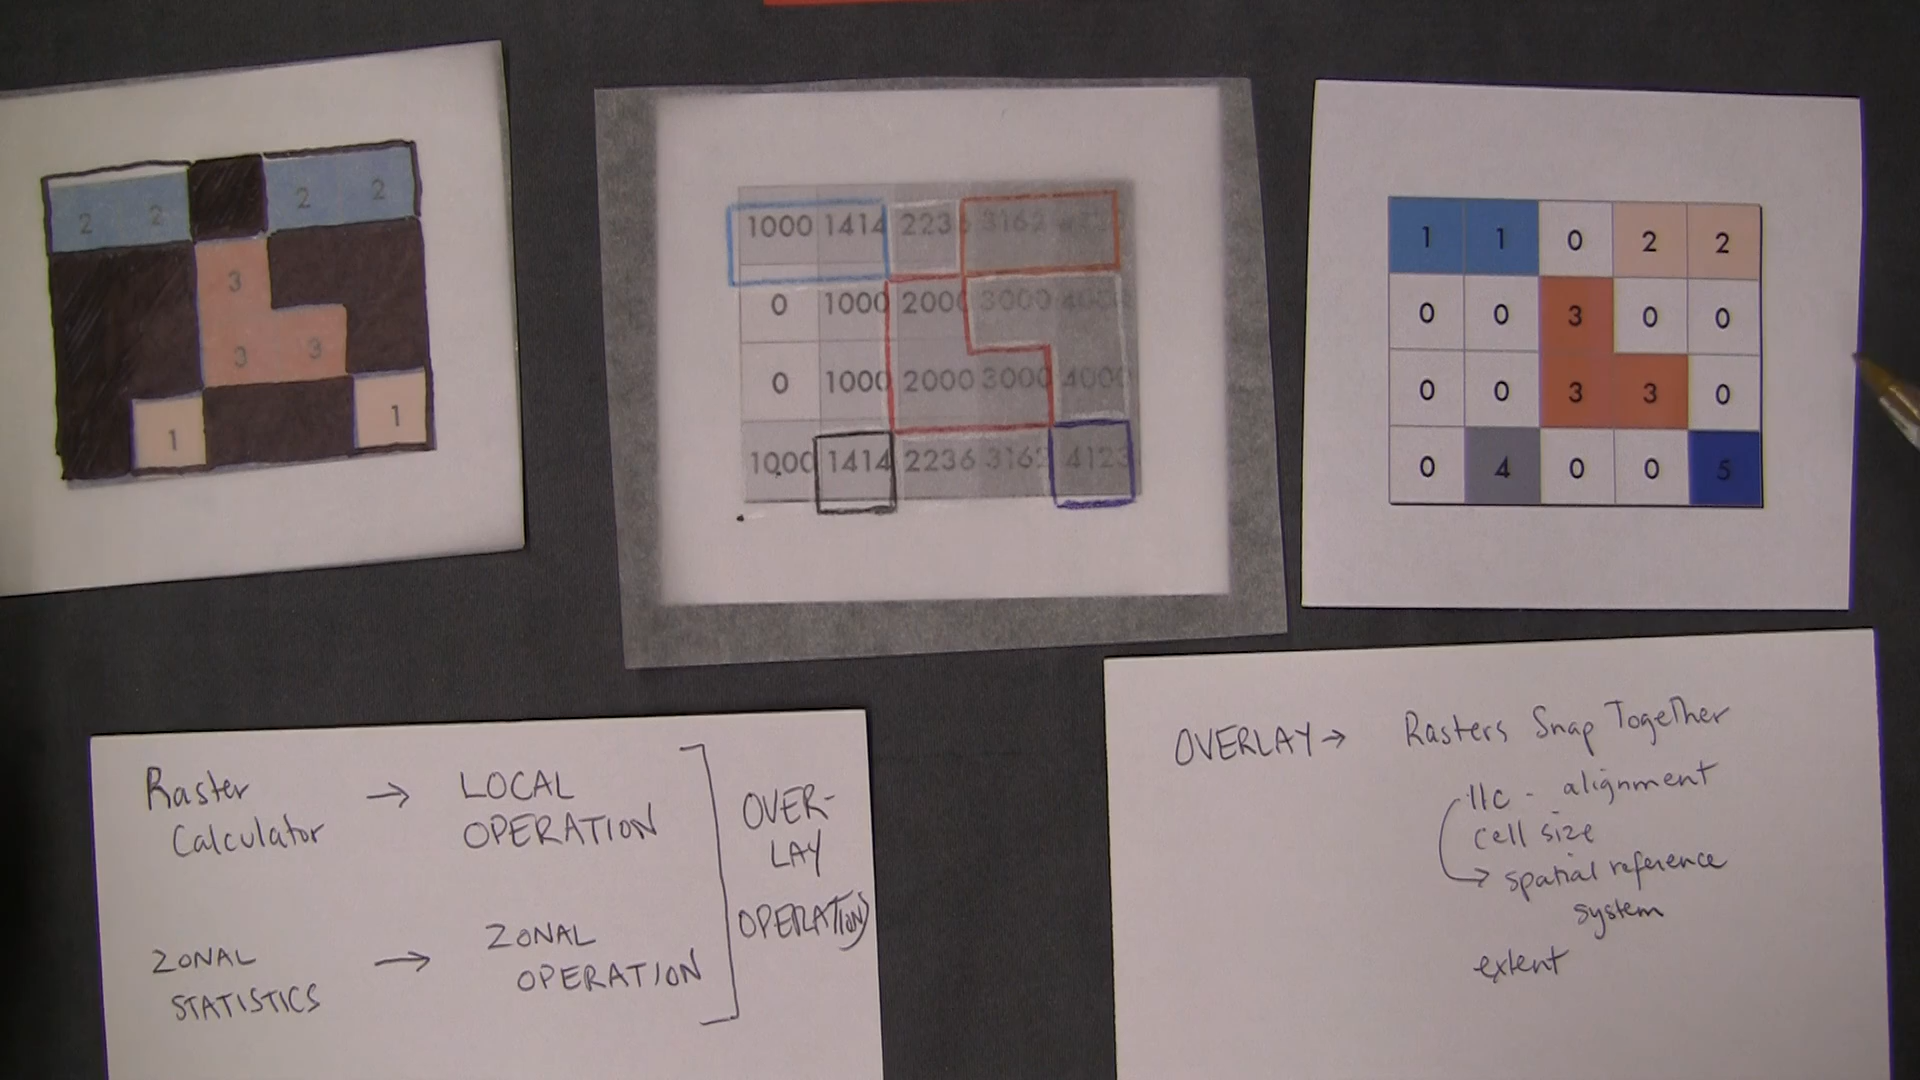 2 2 2 2
3
3 3
1 1
1000 1414 223
0 1000 2000 3000
0 1000 2000 3000 4000
1000 1414 2236 3162 4123
1 1 0 2 2
0 0 3 0 0
0 0 3 3 0
0 4 0 0 5
Raster
Calculator
→ LOCAL
OPERATION
ZONAL
STATISTICS
→ ZONAL
OPERATION
OVER-
LAY
OPERATION
OVERLAY → Rasters Snap Together
llc - alignment
cell size
spatial reference
system
extent